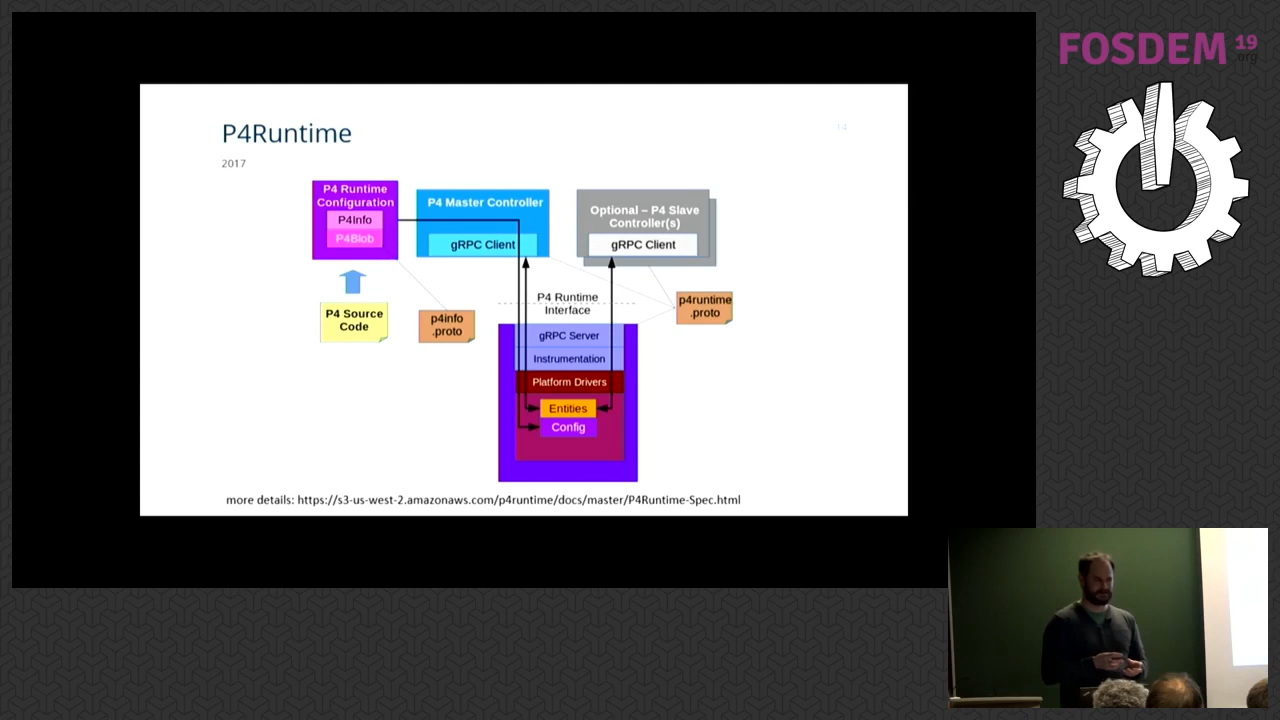 FOSDEM 19
.org
P4Runtime
14
2017
P4 Runtime
Configuration
P4Info
P4Blob
P4 Master Controller
gRPC Client
Optional – P4 Slave
Controller(s)
gRPC Client
P4 Source
Code
p4info
.proto
P4 Runtime
Interface
p4runtime
.proto
gRPC Server
Instrumentation
Platform Drivers
Entities
Config
more details: https://s3-us-west-2.amazonaws.com/p4runtime/docs/master/P4Runtime-Spec.html